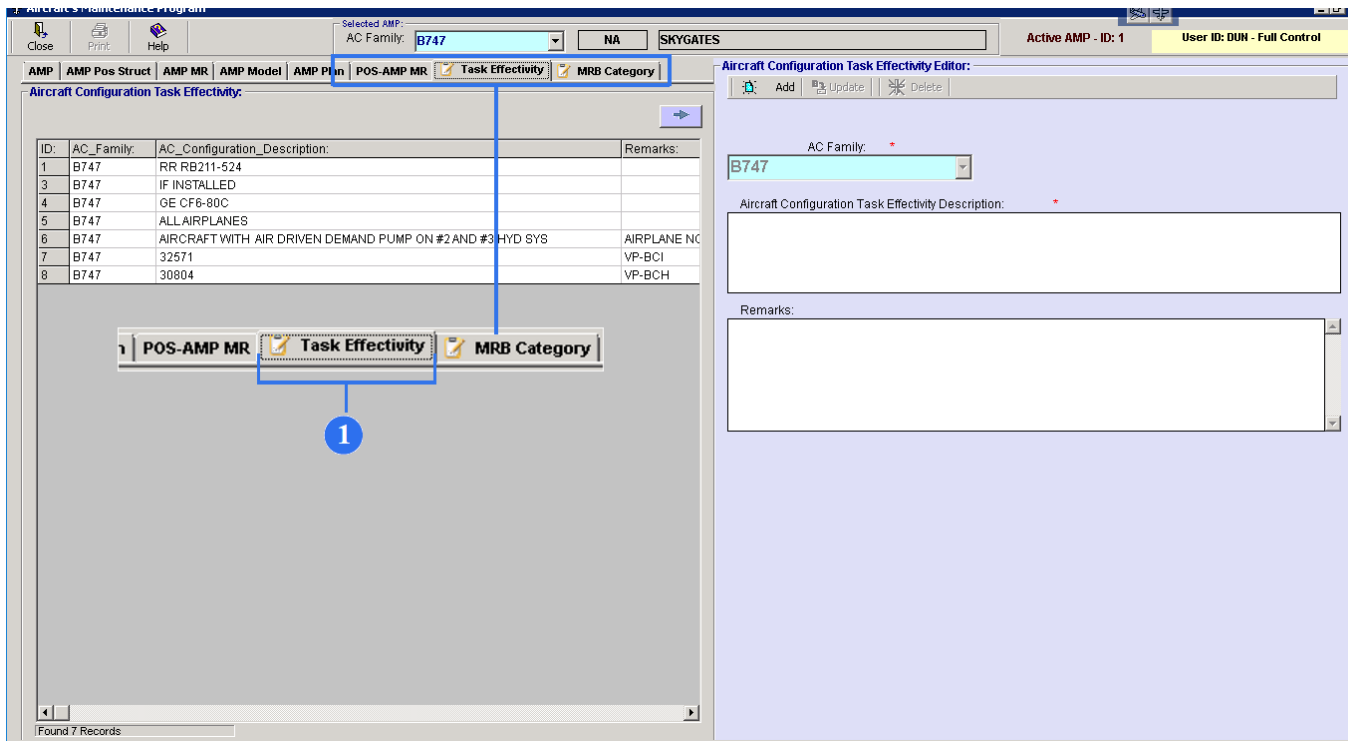 Aircraft's Maintenance Program
Close Print Help
Selected AMP:
AC Family: B747 NA SKYGATES
Active AMP - ID: 1 User ID: DUN - Full Control
AMP AMP Pos Struct AMP MR AMP Model AMP Plan POS-AMP MR Task Effectivity MRB Category
Aircraft Configuration Task Effectivity:
ID: AC_Family: AC_Configuration_Description: Remarks:
1 B747 RR RB211-524
3 B747 IF INSTALLED
4 B747 GE CF6-80C
5 B747 ALL AIRPLANES
6 B747 AIRCRAFT WITH AIR DRIVEN DEMAND PUMP ON #2 AND #3 HYD SYS AIRPLANE NO
7 B747 32571 VP-BCI
8 B747 30804 VP-BCH
n POS-AMP MR Task Effectivity MRB Category
1
Found 7 Records
Aircraft Configuration Task Effectivity Editor:
Add Update Delete
AC Family: *
B747
Aircraft Configuration Task Effectivity Description: *
Remarks: